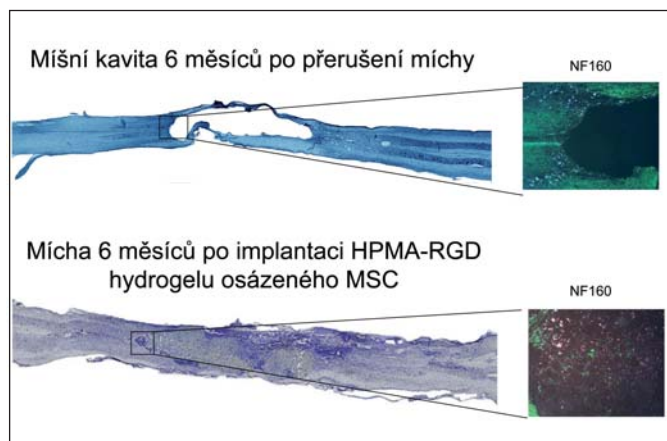 Míšní kavita 6 měsíců po přerušení míchy
NF160
Mícha 6 měsíců po implantaci HPMA-RGD
hydrogelu osázeného MSC
NF160